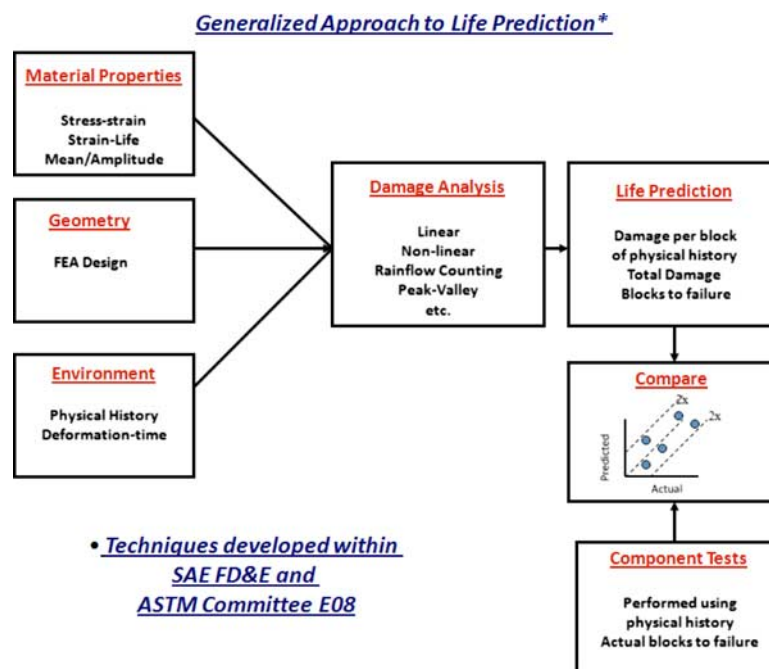 Generalized Approach to Life Prediction*
Material Properties
Stress-strain
Strain-Life
Mean/Amplitude
Geometry
FEA Design
Environment
Physical History
Deformation-time
Damage Analysis
Linear
Non-linear
Rainflow Counting
Peak-Valley
etc.
Life Prediction
Damage per block
of physical history
Total Damage
Blocks to failure
Compare
2x
2x
Predicted
Actual
Component Tests
Performed using
physical history
Actual blocks to failure
• Techniques developed within
SAE FD&E and
ASTM Committee E08